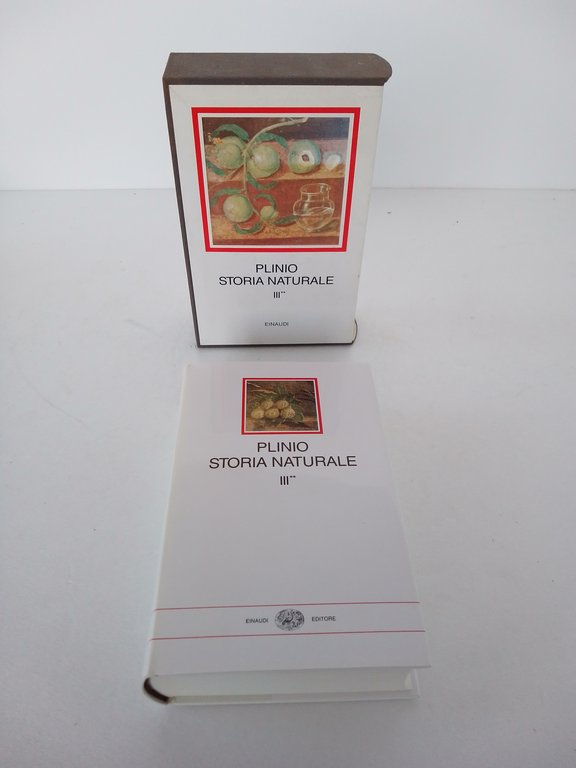 PLINIO
STORIA NATURALE
III**
EINAUDI
PLINIO
STORIA NATURALE
III**
EINAUDI EDITORE